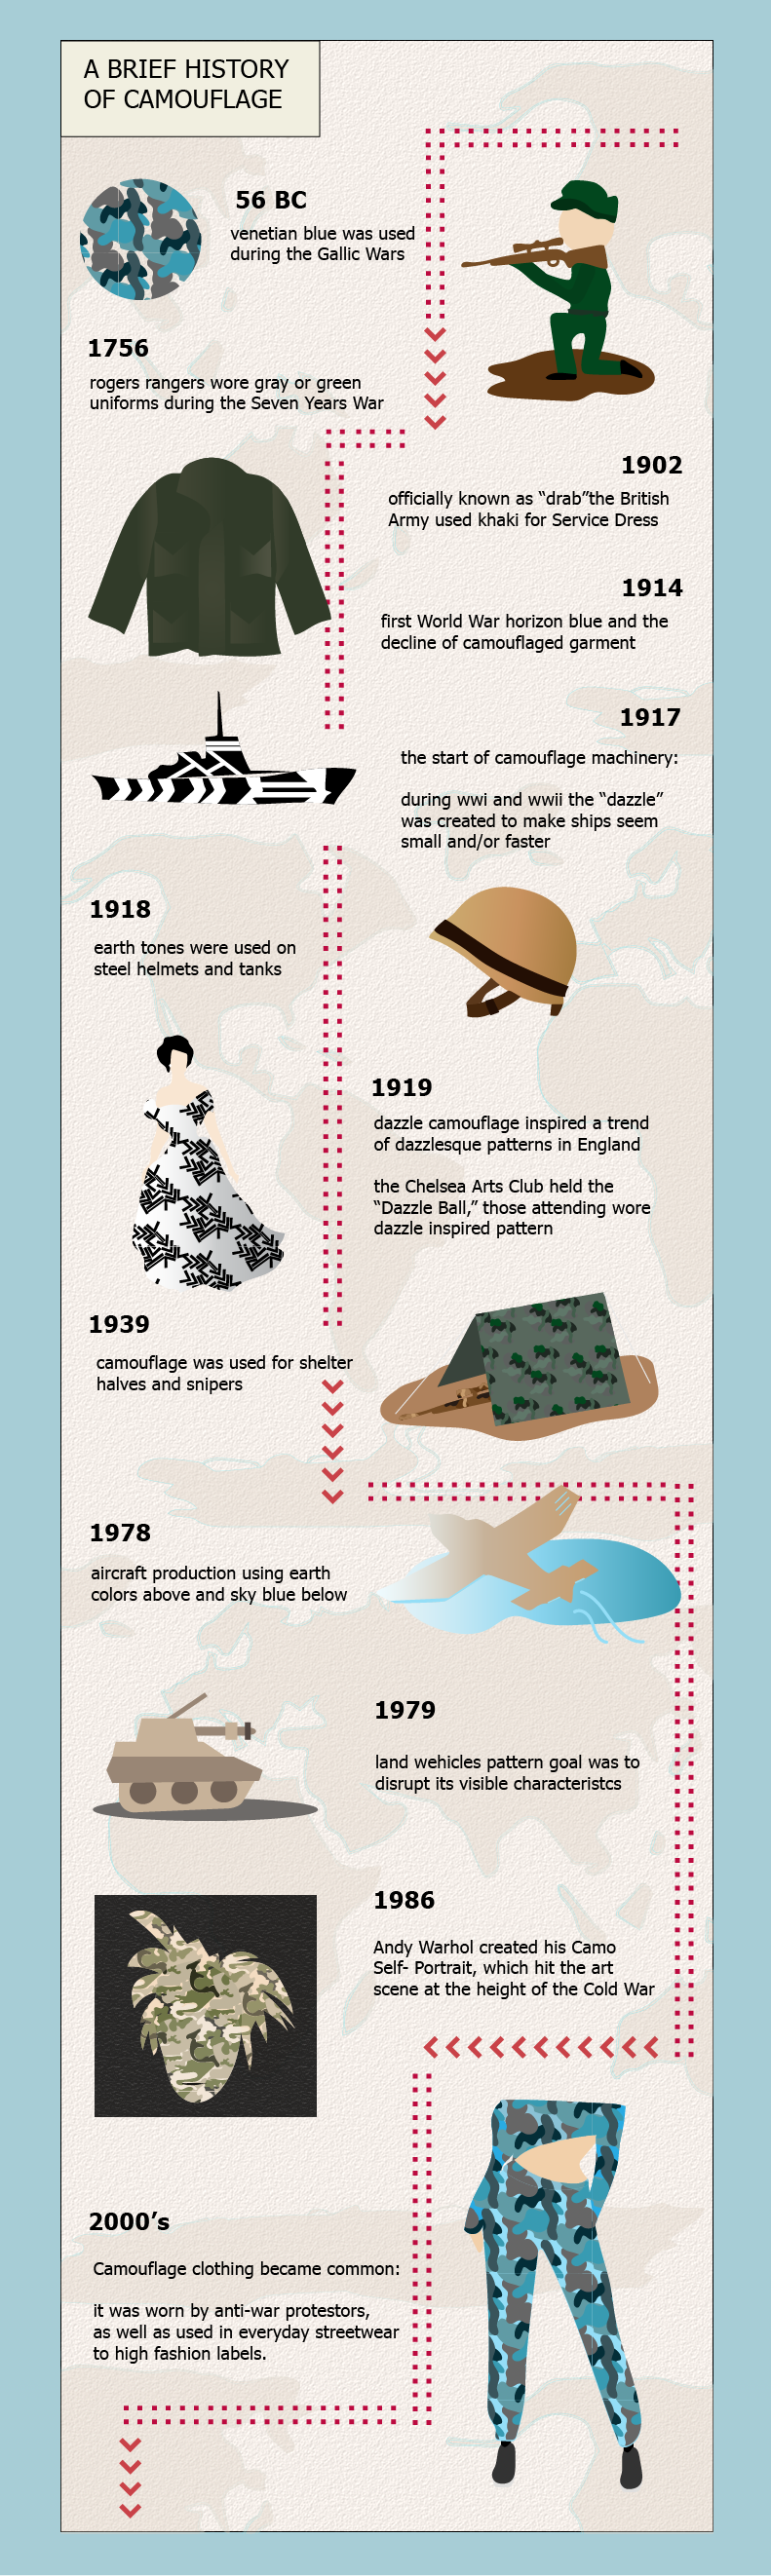 A BRIEF HISTORY
OF CAMOUFLAGE
56 BC
venetian blue was used
during the Gallic Wars
1756
rogers rangers wore gray or green
uniforms during the Seven Years War
1902
officially known as “drab”the British
Army used khaki for Service Dress
1914
first World War horizon blue and the
decline of camouflaged garment
1917
the start of camouflage machinery:
during wwi and wwii the “dazzle”
was created to make ships seem
small and/or faster
1918
earth tones were used on
steel helmets and tanks
1919
dazzle camouflage inspired a trend
of dazzlesque patterns in England
the Chelsea Arts Club held the
“Dazzle Ball,” those attending wore
dazzle inspired pattern
1939
camouflage was used for shelter
halves and snipers
1978
aircraft production using earth
colors above and sky blue below
1979
land wehicles pattern goal was to
disrupt its visible characteristcs
1986
Andy Warhol created his Camo
Self- Portrait, which hit the art
scene at the height of the Cold War
2000’s
Camouflage clothing became common:
it was worn by anti-war protestors,
as well as used in everyday streetwear
to high fashion labels.